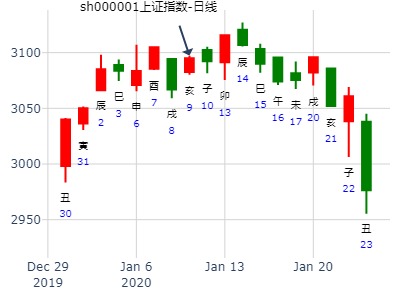 sh000001上证指数-日线
3100
3050
3000
2950
丑
30
寅
31
辰
2
巳
3
申
6
酉
7
戌
8
亥
9
子
10
卯
13
辰
14
巳
15
午
16
未
17
戌
20
亥
21
子
22
丑
23
Dec 29
2019
Jan 6
2020
Jan 13
Jan 20